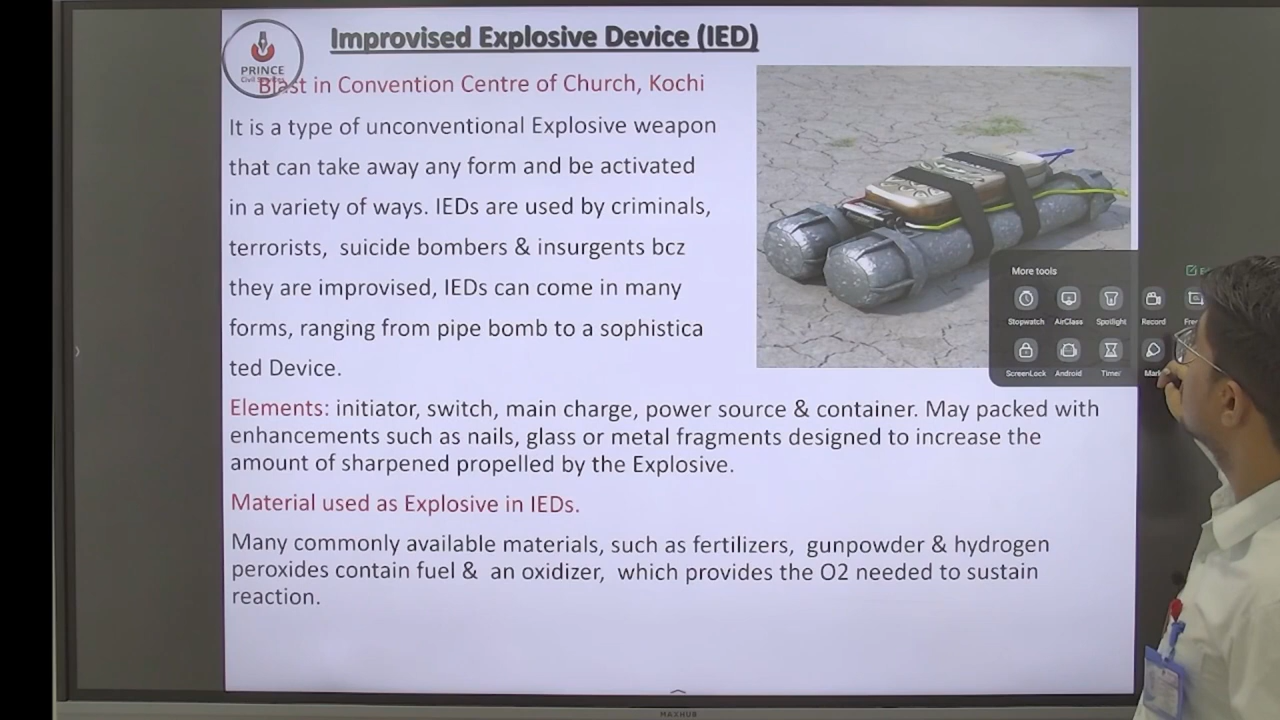 Improvised Explosive Device (IED)
PRINCE
Blast in Convention Centre of Church, Kochi
It is a type of unconventional Explosive weapon
that can take away any form and be activated
in a variety of ways. IEDs are used by criminals,
terrorists, suicide bombers & insurgents bcz
they are improvised, IEDs can come in many
forms, ranging from pipe bomb to a sophistica
ted Device.
More tools
Stopwatch AirClass Spotlight Record
ScreenLock Android Timer
Elements: initiator, switch, main charge, power source & container. May packed with
enhancements such as nails, glass or metal fragments designed to increase the
amount of sharpened propelled by the Explosive.
Material used as Explosive in IEDs.
Many commonly available materials, such as fertilizers, gunpowder & hydrogen
peroxides contain fuel & an oxidizer, which provides the O2 needed to sustain
reaction.
MAXHUB